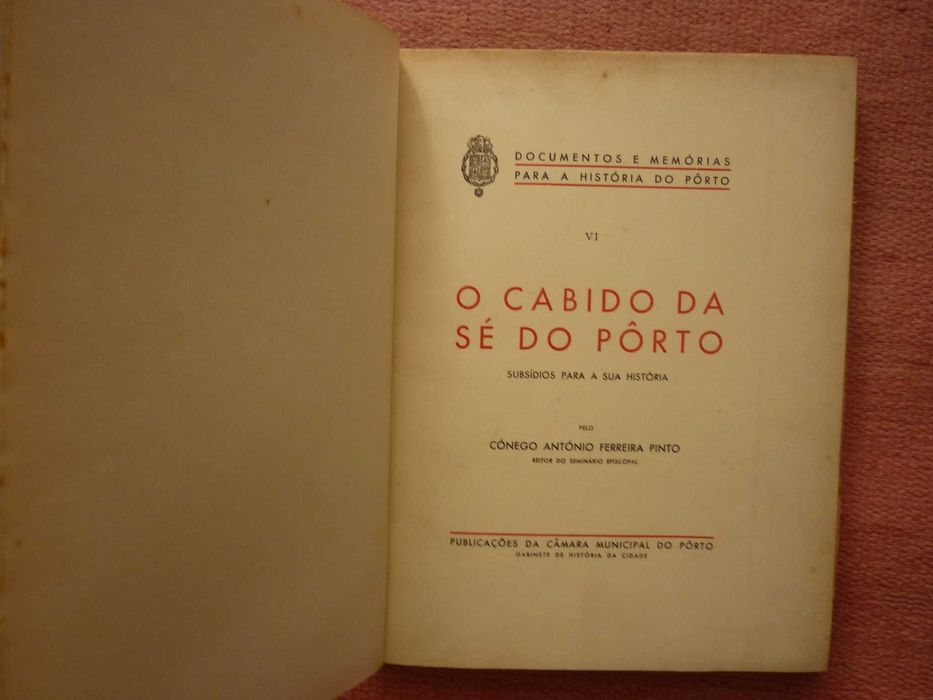 DOCUMENTOS E MEMÓRIAS
PARA A HISTÓRIA DO PÔRTO
VI
O CABIDO DA
SÉ DO PÔRTO
SUBSÍDIOS PARA A SUA HISTÓRIA
PELO
CÓNEGO ANTÓNIO FERREIRA PINTO
REITOR DO SEMINÁRIO EPISCOPAL
PUBLICAÇÕES DA CÂMARA MUNICIPAL DO PÔRTO
GABINETE DE HISTÓRIA DA CIDADE